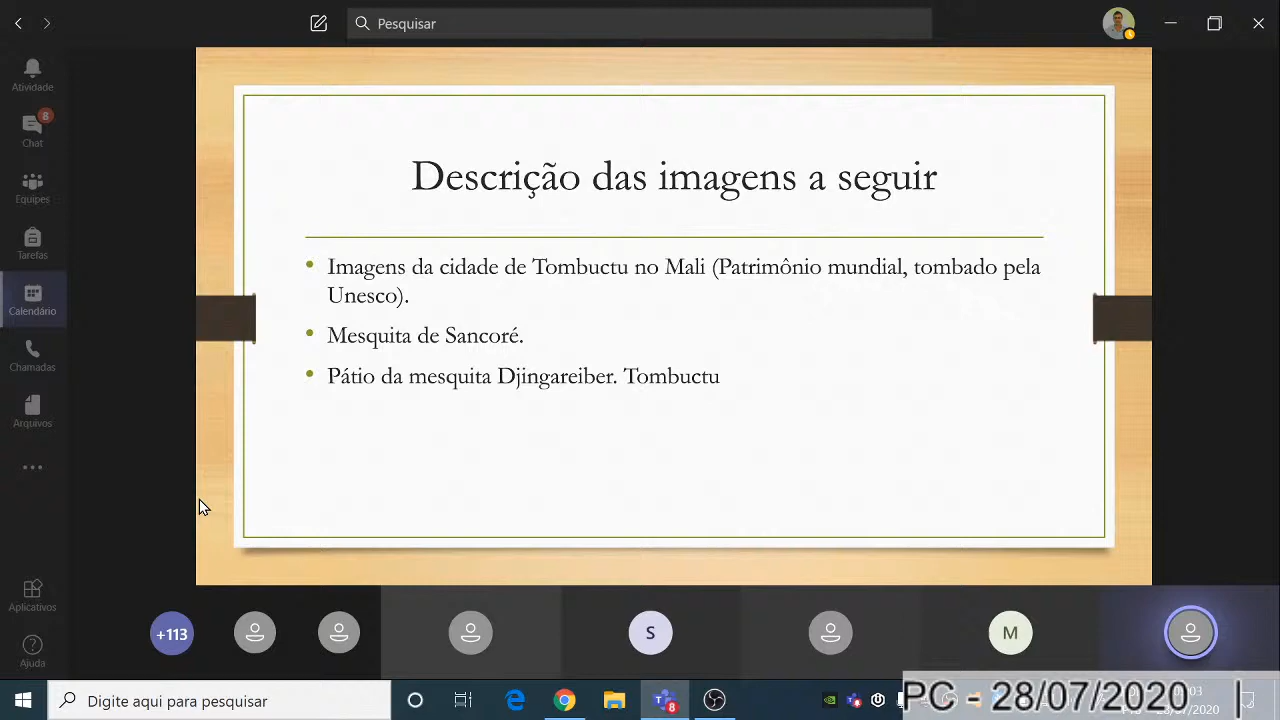 Pesquisar
Atividade
8
Chat
Equipes
Tarefas
Calendário
Chamadas
Arquivos
Aplicativos
Ajuda
Descrição das imagens a seguir
• Imagens da cidade de Tombuctu no Mali (Patrimônio mundial, tombado pela
Unesco).
• Mesquita de Sancoré.
• Pátio da mesquita Djingareiber. Tombuctu
+113
S
M
Digite aqui para pesquisar
8
PC - 28/07/2020